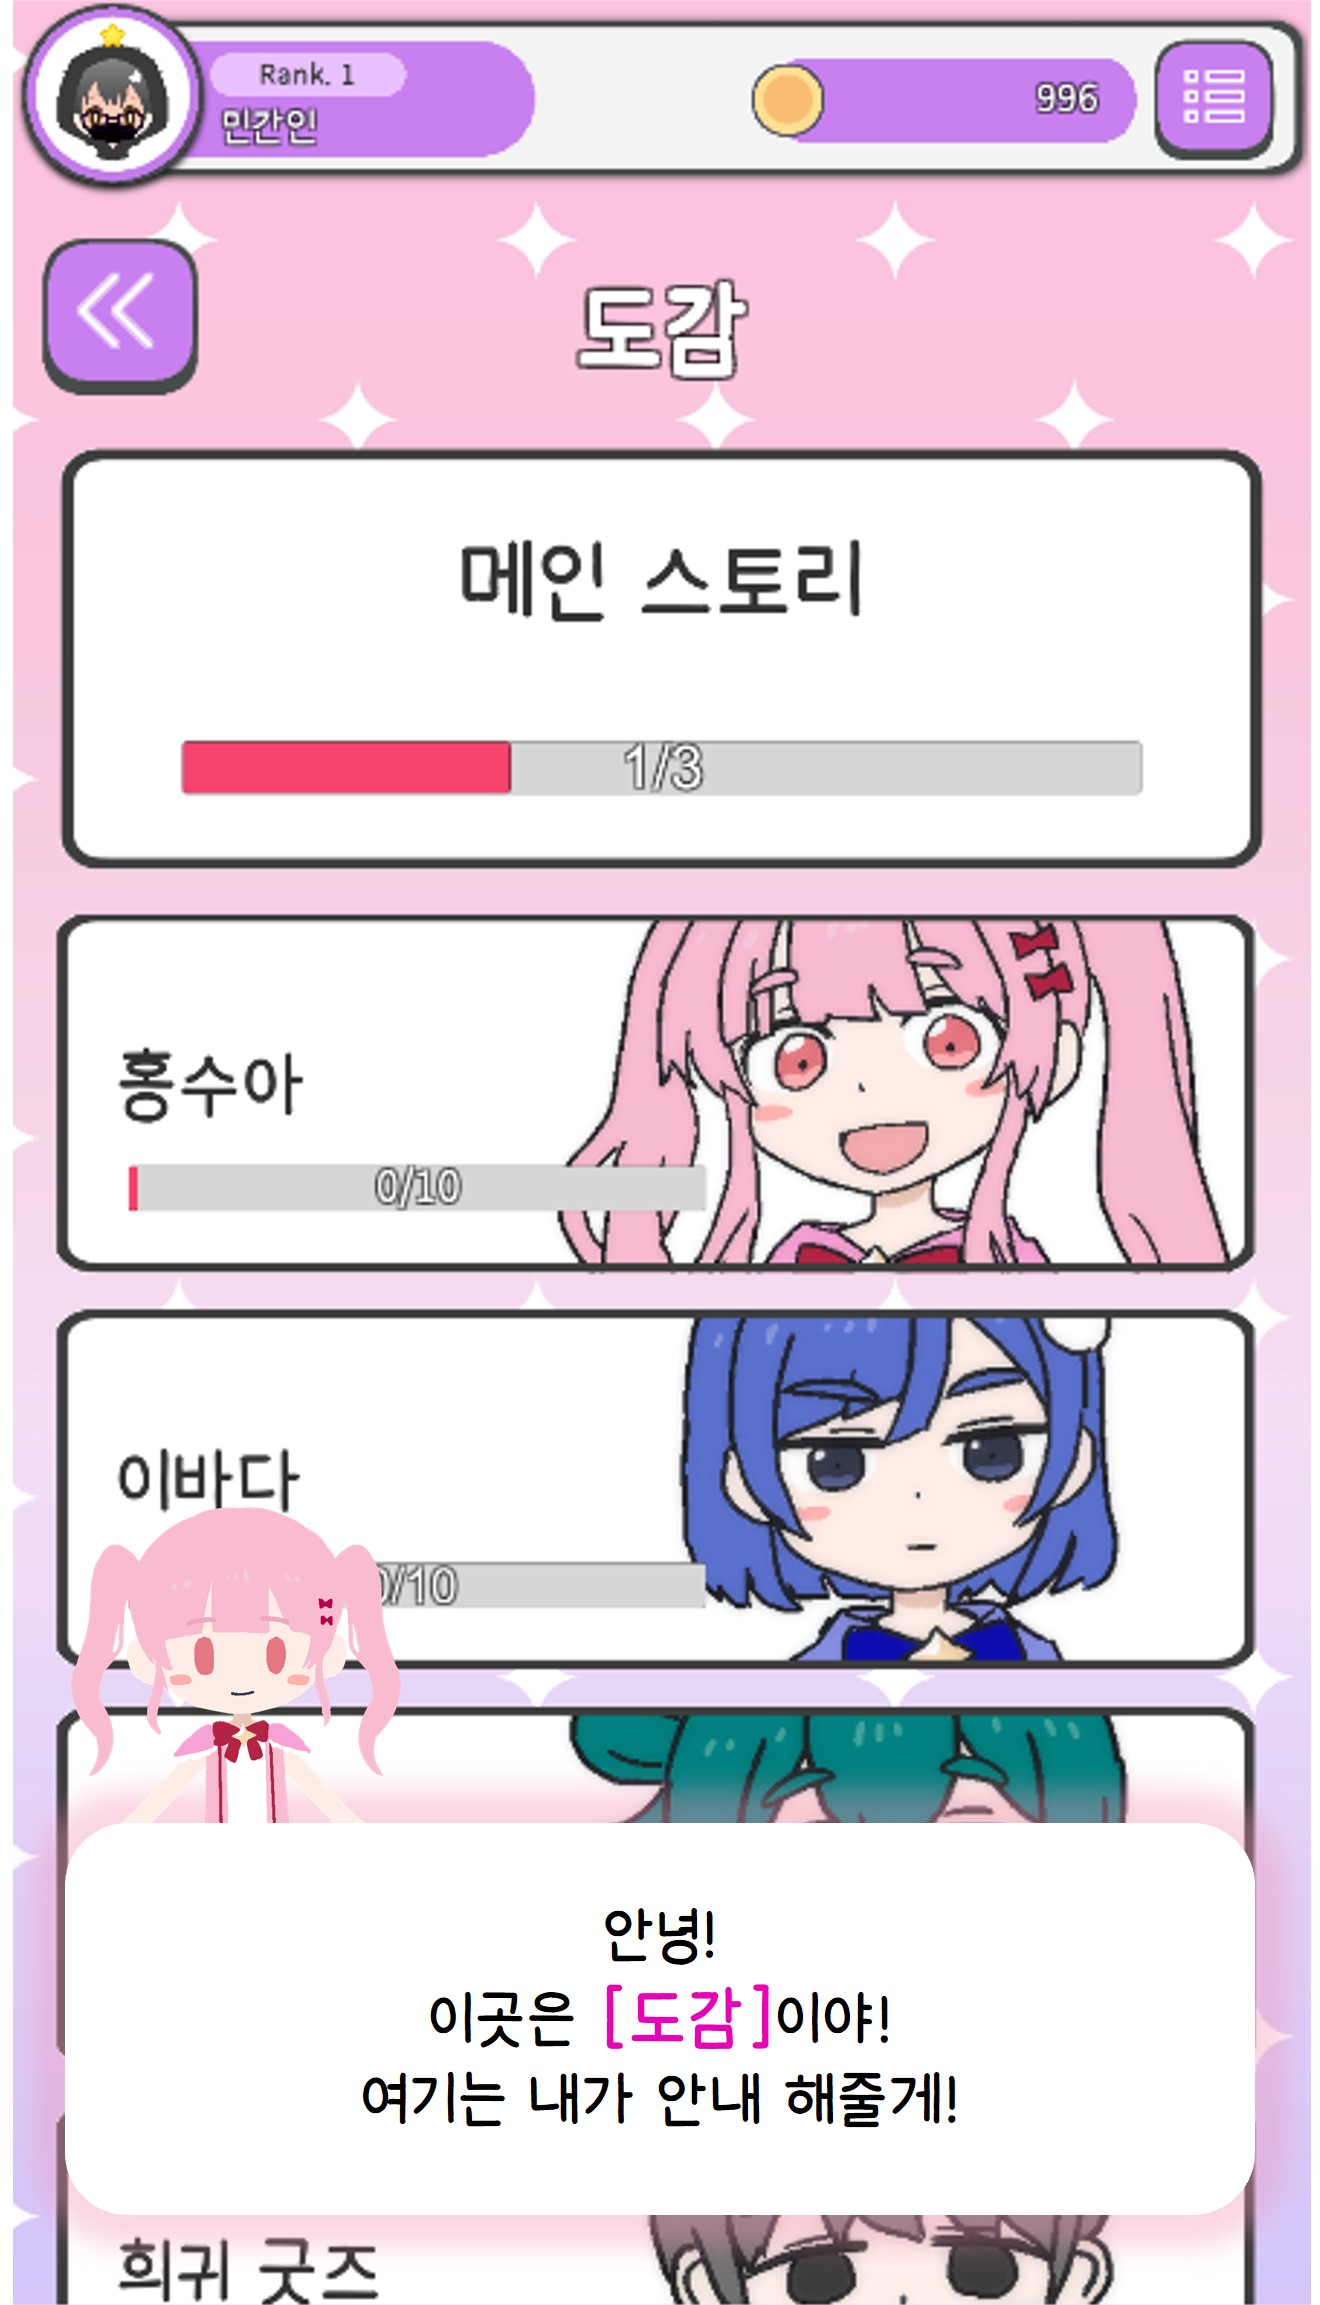 Rank. 1
민간인
996
도감
메인 스토리
1/3
홍수아
0/10
이바다
0/10
안녕!
이곳은 [도감]이야!
여기는 내가 안내 해줄게!
희귀 굿즈